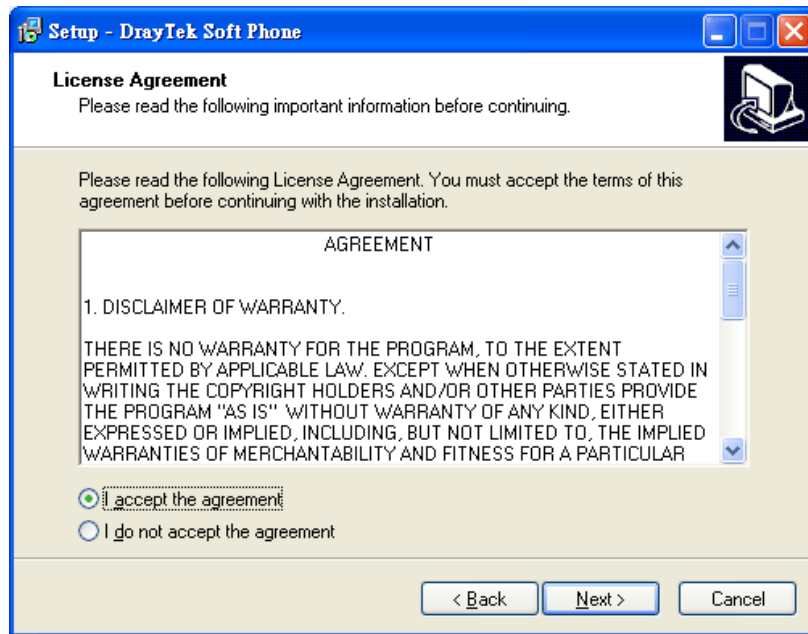 Setup - DrayTek Soft Phone
License Agreement
Please read the following important information before continuing.
Please read the following License Agreement. You must accept the terms of this
agreement before continuing with the installation.
AGREEMENT
1. DISCLAIMER OF WARRANTY.
THERE IS NO WARRANTY FOR THE PROGRAM, TO THE EXTENT
PERMITTED BY APPLICABLE LAW. EXCEPT WHEN OTHERWISE STATED IN
WRITING THE COPYRIGHT HOLDERS AND/OR OTHER PARTIES PROVIDE
THE PROGRAM "AS IS" WITHOUT WARRANTY OF ANY KIND, EITHER
EXPRESSED OR IMPLIED, INCLUDING, BUT NOT LIMITED TO, THE IMPLIED
WARRANTIES OF MERCHANTABILITY AND FITNESS FOR A PARTICULAR
I accept the agreement
I do not accept the agreement
< Back Next > Cancel